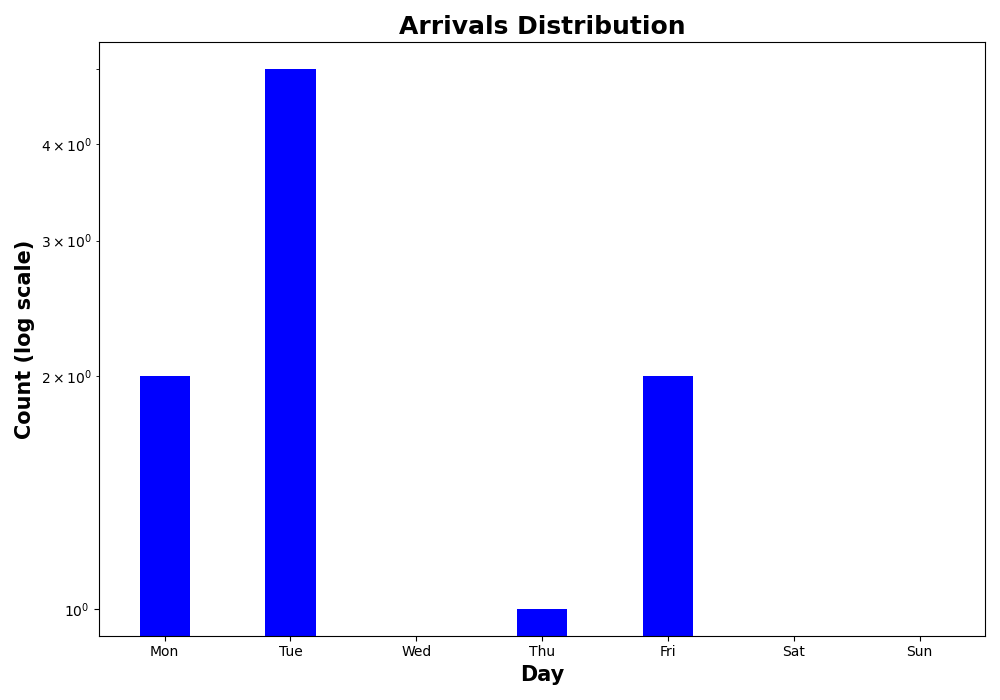 Arrivals Distribution
Count (log scale)
4 × 10⁰
3 × 10⁰
2 × 10⁰
10⁰
Mon Tue Wed Thu Fri Sat Sun
Day